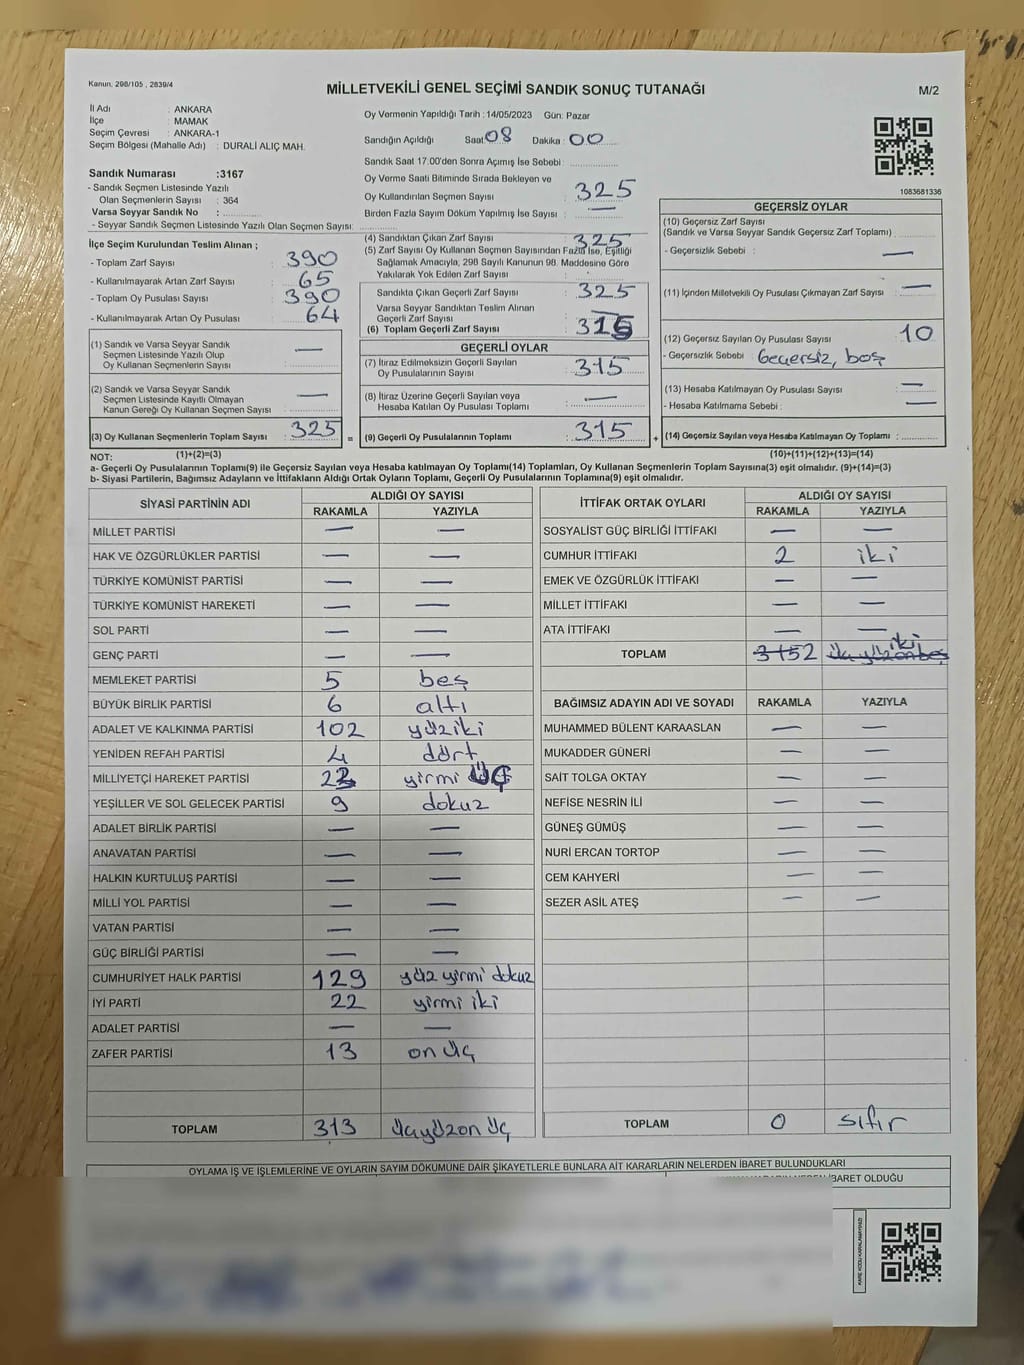 Kanun, 298/105 , 2839/4
MİLLETVEKİLİ GENEL SEÇİMİ SANDIK SONUÇ TUTANAĞI
M/2
İl Adı : ANKARA
İlçe : MAMAK
Seçim Çevresi : ANKARA-1
Seçim Bölgesi (Mahalle Adı) : DURALİ ALIÇ MAH.
Sandık Numarası :3167
- Sandık Seçmen Listesinde Yazılı
Olan Seçmenlerin Sayısı : 364
Varsa Seyyar Sandık No :
- Seyyar Sandık Seçmen Listesinde Yazılı Olan Seçmen Sayısı:
İlçe Seçim Kurulundan Teslim Alınan ;
- Toplam Zarf Sayısı : 390
- Kullanılmayarak Artan Zarf Sayısı : 65
- Toplam Oy Pusulası Sayısı : 390
- Kullanılmayarak Artan Oy Pusulası : 64
(1) Sandık ve Varsa Seyyar Sandık
Seçmen Listesinde Yazılı Olup
Oy Kullanan Seçmenlerin Sayısı : —
(2) Sandık ve Varsa Seyyar Sandık
Seçmen Listesinde Kayıtlı Olmayan
Kanun Gereği Oy Kullanan Seçmen Sayısı : —
(3) Oy Kullanan Seçmenlerin Toplam Sayısı : 325
Oy Vermenin Yapıldığı Tarih : 14/05/2023 Gün: Pazar
Sandığın Açıldığı Saat: 08 Dakika : 00
Sandık Saat 17.00'den Sonra Açımış İse Sebebi :
Oy Verme Saati Bitiminde Sırada Bekleyen ve
Oy Kullandırılan Seçmen Sayısı : 325
Birden Fazla Sayım Döküm Yapılmış İse Sayısı : —
(4) Sandıktan Çıkan Zarf Sayısı : 325
(5) Zarf Sayısı Oy Kullanan Seçmen Sayısından Fazla İse, Eşitliği
Sağlamak Amacıyla, 298 Sayılı Kanunun 98. Maddesine Göre
Yakılarak Yok Edilen Zarf Sayısı :
Sandıkta Çıkan Geçerli Zarf Sayısı : 325
Varsa Seyyar Sandıktan Teslim Alınan
Geçerli Zarf Sayısı : —
(6) Toplam Geçerli Zarf Sayısı :
GEÇERLİ OYLAR
(7) İtiraz Edilmeksizin Geçerli Sayılan
Oy Pusulalarının Sayısı : 315
(8) İtiraz Üzerine Geçerli Sayılan veya
Hesaba Katılan Oy Pusulası Toplamı : —
= (9) Geçerli Oy Pusulalarının Toplamı : 315 +
1083681336
GEÇERSİZ OYLAR
(10) Geçersiz Zarf Sayısı
(Sandık ve Varsa Seyyar Sandık Geçersiz Zarf Toplamı) :
- Geçersizlik Sebebi : —
(11) İçinden Milletvekili Oy Pusulası Çıkmayan Zarf Sayısı : —
(12) Geçersiz Sayılan Oy Pusulası Sayısı : 10
- Geçersizlik Sebebi : Geçersiz, boş
(13) Hesaba Katılmayan Oy Pusulası Sayısı : —
- Hesaba Katılmama Sebebi : —
(14) Geçersiz Sayılan veya Hesaba Katılmayan Oy Toplamı :
NOT: (1)+(2)=(3) (10)+(11)+(12)+(13)=(14)
a- Geçerli Oy Pusulalarının Toplamı(9) ile Geçersiz Sayılan veya Hesaba katılmayan Oy Toplamı(14) Toplamları, Oy Kullanan Seçmenlerin Toplam Sayısına(3) eşit olmalıdır. (9)+(14)=(3)
b- Siyasi Partilerin, Bağımsız Adayların ve İttifakların Aldığı Ortak Oyların Toplamı, Geçerli Oy Pusulalarının Toplamına(9) eşit olmalıdır.
SİYASİ PARTİNİN ADI ALDIĞI OY SAYISI
RAKAMLA YAZIYLA
MİLLET PARTİSİ — —
HAK VE ÖZGÜRLÜKLER PARTİSİ — —
TÜRKİYE KOMÜNİST PARTİSİ — —
TÜRKİYE KOMÜNİST HAREKETİ — —
SOL PARTİ — —
GENÇ PARTİ — —
MEMLEKET PARTİSİ 5 beş
BÜYÜK BİRLİK PARTİSİ 6 altı
ADALET VE KALKINMA PARTİSİ 102 yüziki
YENİDEN REFAH PARTİSİ 4 dört
MİLLİYETÇİ HAREKET PARTİSİ 23 yirmi üç
YEŞİLLER VE SOL GELECEK PARTİSİ 9 dokuz
ADALET BİRLİK PARTİSİ — —
ANAVATAN PARTİSİ — —
HALKIN KURTULUŞ PARTİSİ — —
MİLLİ YOL PARTİSİ — —
VATAN PARTİSİ — —
GÜÇ BİRLİĞİ PARTİSİ — —
CUMHURİYET HALK PARTİSİ 129 yüz yirmi dokuz
İYİ PARTİ 22 yirmi iki
ADALET PARTİSİ — —
ZAFER PARTİSİ 13 on üç
TOPLAM 313 üçyüzon üç
İTTİFAK ORTAK OYLARI ALDIĞI OY SAYISI
RAKAMLA YAZIYLA
SOSYALİST GÜÇ BİRLİĞİ İTTİFAKI — —
CUMHUR İTTİFAKI 2 iki
EMEK VE ÖZGÜRLÜK İTTİFAKI — —
MİLLET İTTİFAKI — —
ATA İTTİFAKI — —
TOPLAM 315 2 üçyüzonbeş iki
BAĞIMSIZ ADAYIN ADI VE SOYADI RAKAMLA YAZIYLA
MUHAMMED BÜLENT KARAASLAN — —
MUKADDER GÜNERİ — —
SAİT TOLGA OKTAY — —
NEFİSE NESRİN İLİ — —
GÜNEŞ GÜMÜŞ — —
NURİ ERCAN TORTOP — —
CEM KAHYERİ — —
SEZER ASİL ATEŞ — —
TOPLAM 0 sıfır
OYLAMA İŞ VE İŞLEMLERİNE VE OYLARIN SAYIM DÖKÜMÜNE DAİR ŞİKAYETLERLE BUNLARA AİT KARARLARIN NELERDEN İBARET BULUNDUKLARI
İBARET OLDUĞU